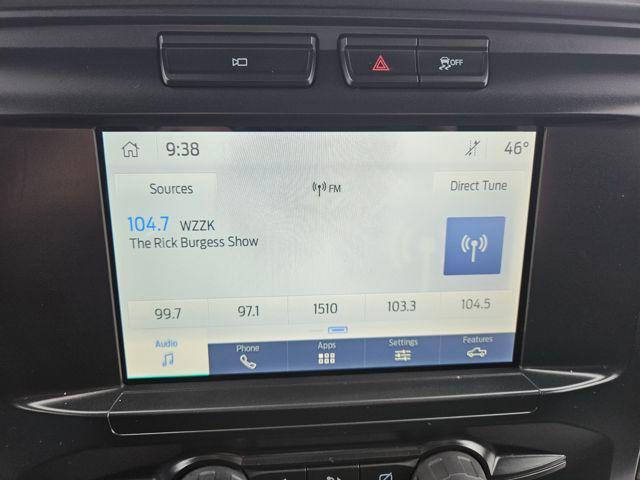 OFF
9:38 46°
Sources FM Direct Tune
104.7 WZZK
The Rick Burgess Show
99.7 97.1 1510 103.3 104.5
Audio Phone Apps Settings Features